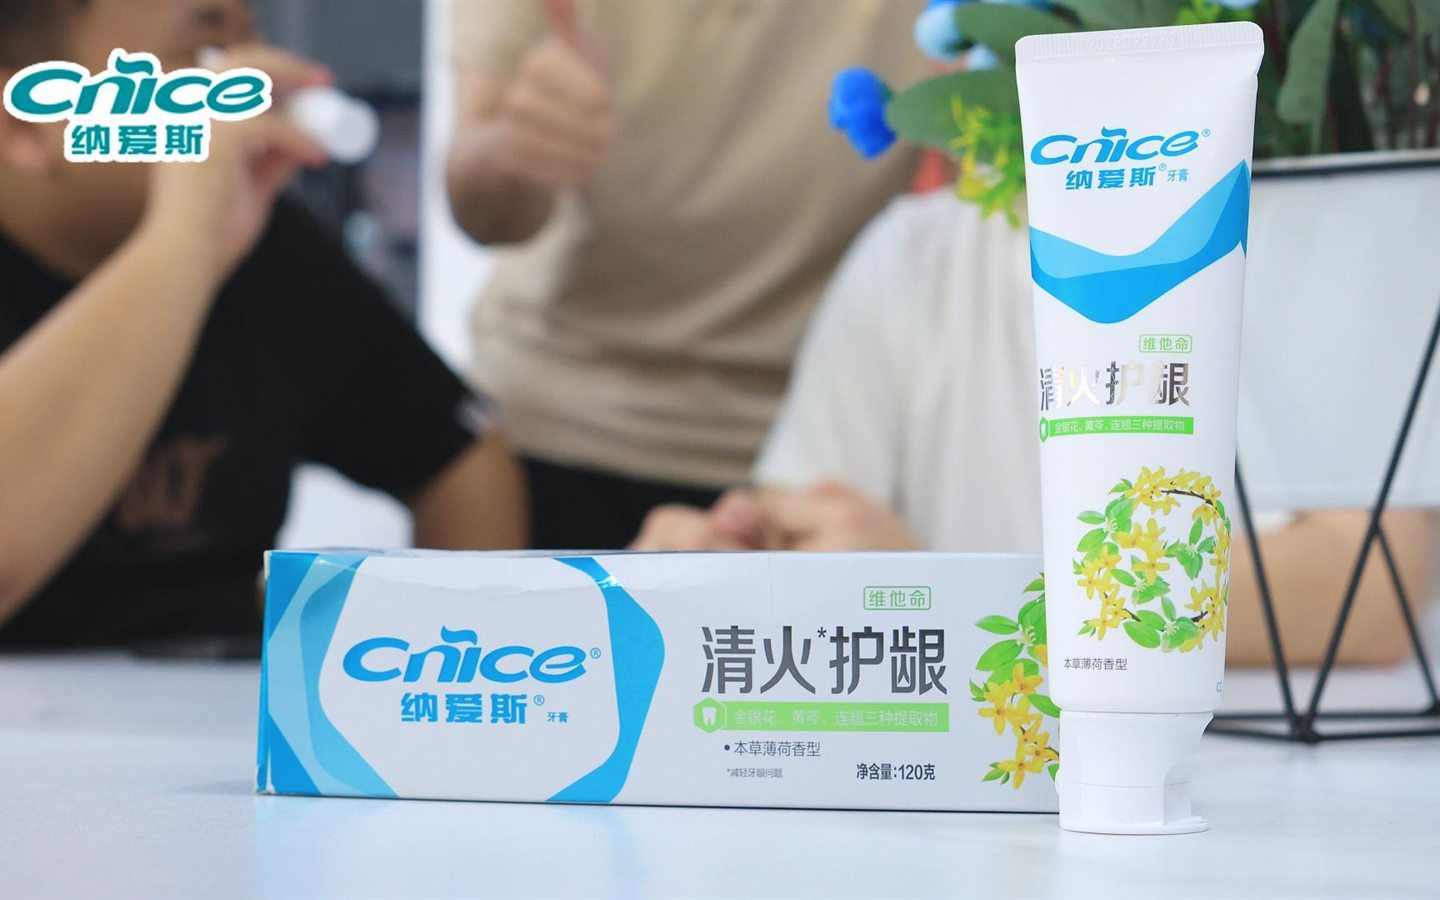 Cnice
纳爱斯
Cnice®
纳爱斯®牙膏
维他命
清火护龈
金银花、黄芩、连翘三种提取物
本草薄荷香型
Cnice®
纳爱斯®牙膏
维他命
清火*护龈
金银花、黄芩、连翘三种提取物
•本草薄荷香型
*减轻牙龈问题
净含量:120克